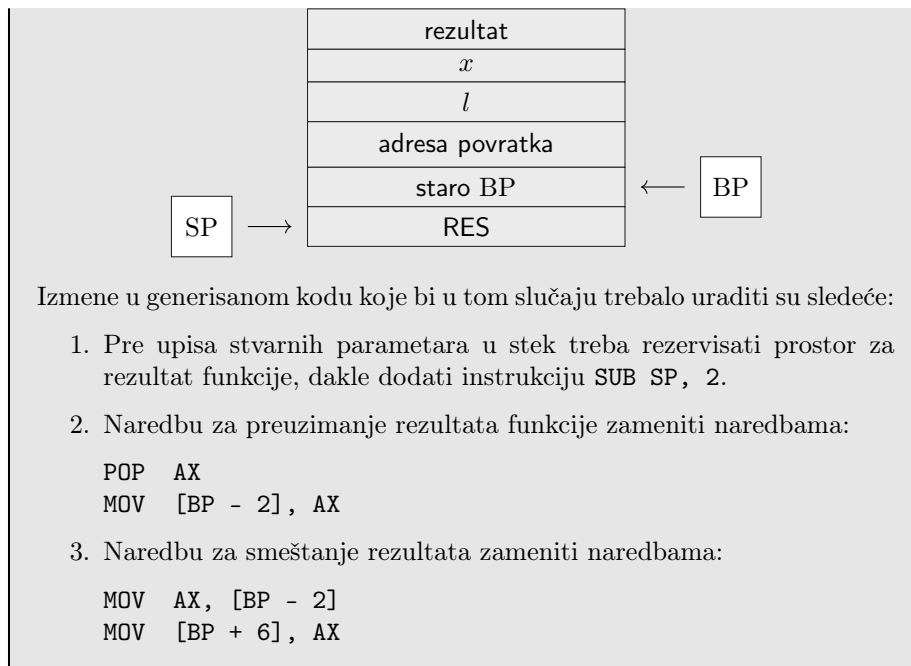 rezultat
x
l
adresa povratka
staro BP
BP
SP
RES
Izmene u generisanom kodu koje bi u tom slučaju trebalo uraditi su sledeće:
1. Pre upisa stvarnih parametara u stek treba rezervisati prostor za
rezultat funkcije, dakle dodati instrukciju SUB SP, 2.
2. Naredbu za preuzimanje rezultata funkcije zameniti naredbama:
POP AX
MOV [BP - 2], AX
3. Naredbu za smeštanje rezultata zameniti naredbama:
MOV AX, [BP - 2]
MOV [BP + 6], AX